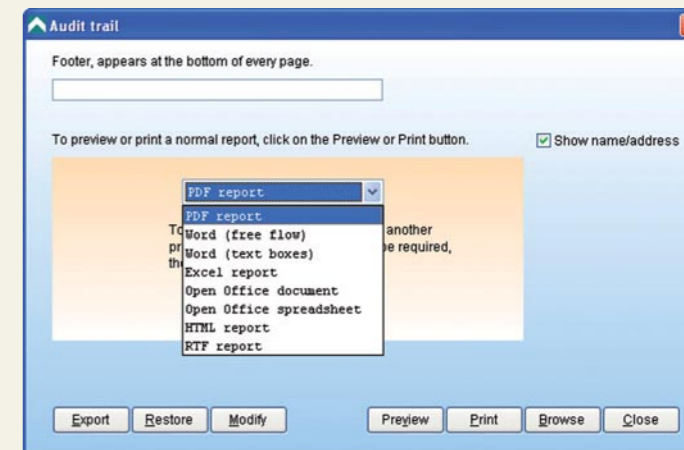 Audit trail
Footer, appears at the bottom of every page.
To preview or print a normal report, click on the Preview or Print button.
Show name/address
PDF report
PDF report
Word (free flow)
another
Word (text boxes)
be required,
Excel report
Open Office document
Open Office spreadsheet
HTML report
RTF report
Export Restore Modify Preview Print Browse Close